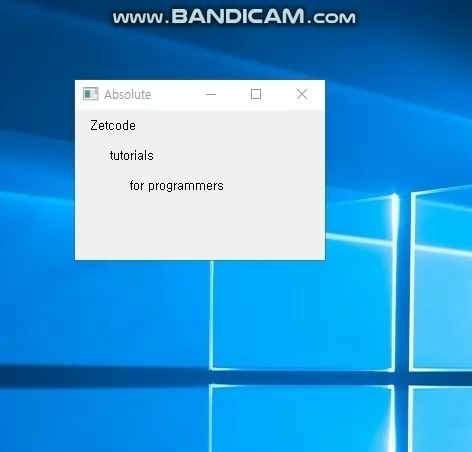 www.BANDICAM.com
Absolute
Zetcode
tutorials
for programmers